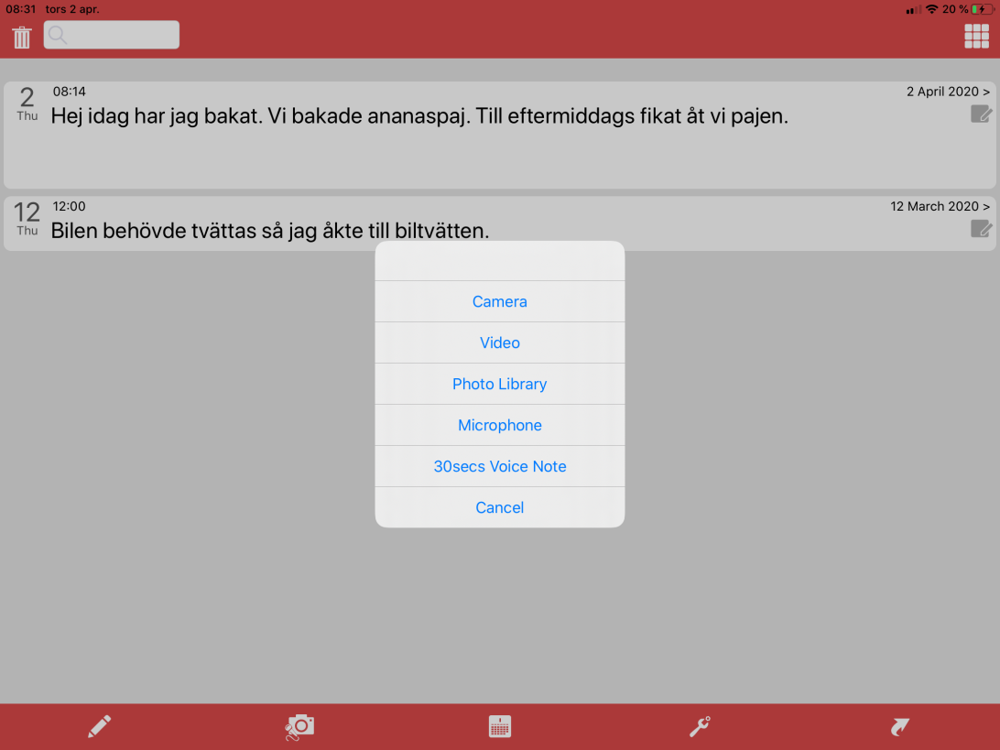 08:31 tors 2 apr. 20 %
2 08:14 2 April 2020 >
Thu Hej idag har jag bakat. Vi bakade ananaspaj. Till eftermiddags fikat åt vi pajen.
12 12:00 12 March 2020 >
Thu Bilen behövde tvättas så jag åkte till biltvätten.
Camera
Video
Photo Library
Microphone
30secs Voice Note
Cancel